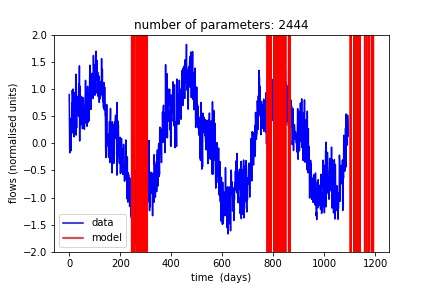 number of parameters: 2444
flows (normalised units)
2.0
1.5
1.0
0.5
0.0
−0.5
−1.0
−1.5
−2.0
data
model
0 200 400 600 800 1000 1200
time (days)